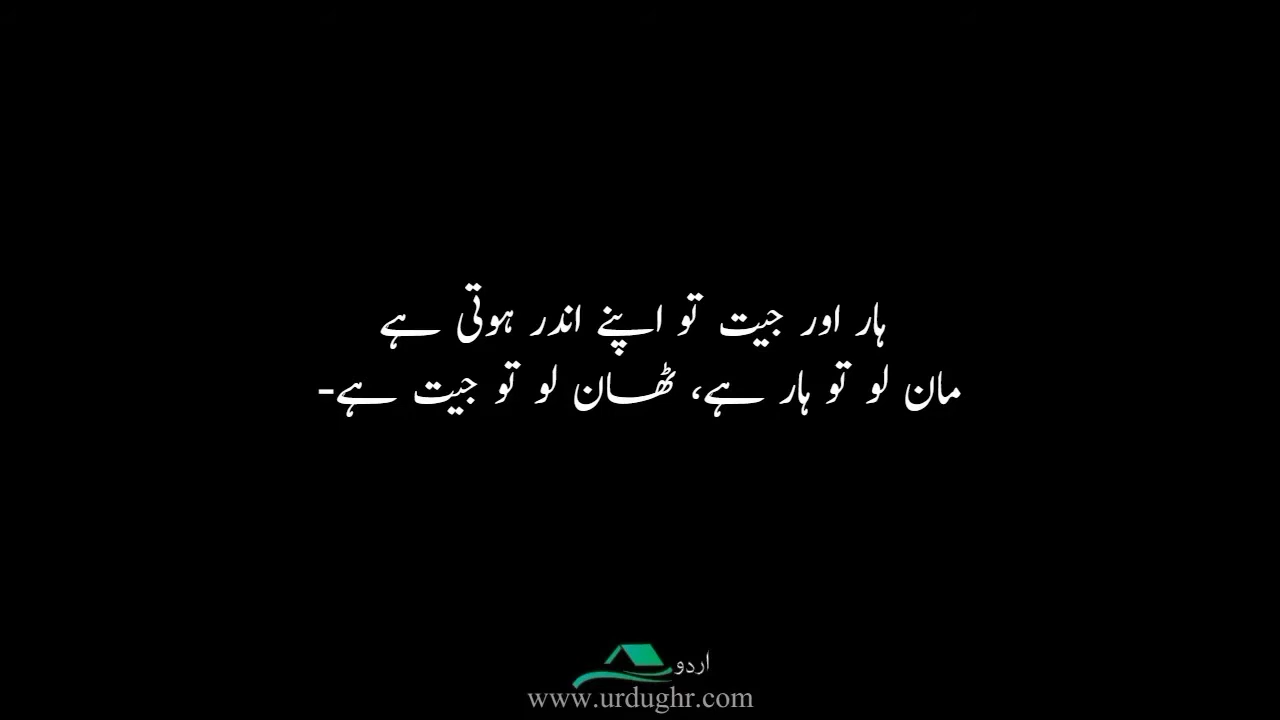 ہار اور جیت تو اپنے اندر ہوتی ہے
مان لو تو ہار ہے، ٹھان لو تو جیت ہے-
اردو
www.urdughr.com